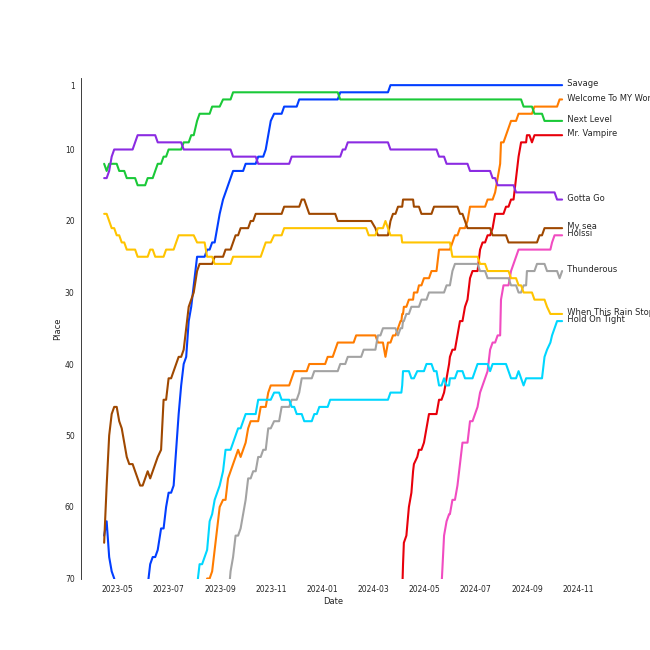 1
10
20
30
40
50
60
70
Place
2023-05
2023-07
2023-09
2023-11
2024-01
2024-03
2024-05
2024-07
2024-09
2024-11
Date
Savage
Welcome To MY Wor
Next Level
Mr. Vampire
Gotta Go
My sea
Holssi
Thunderous
When This Rain Stop
Hold On Tight